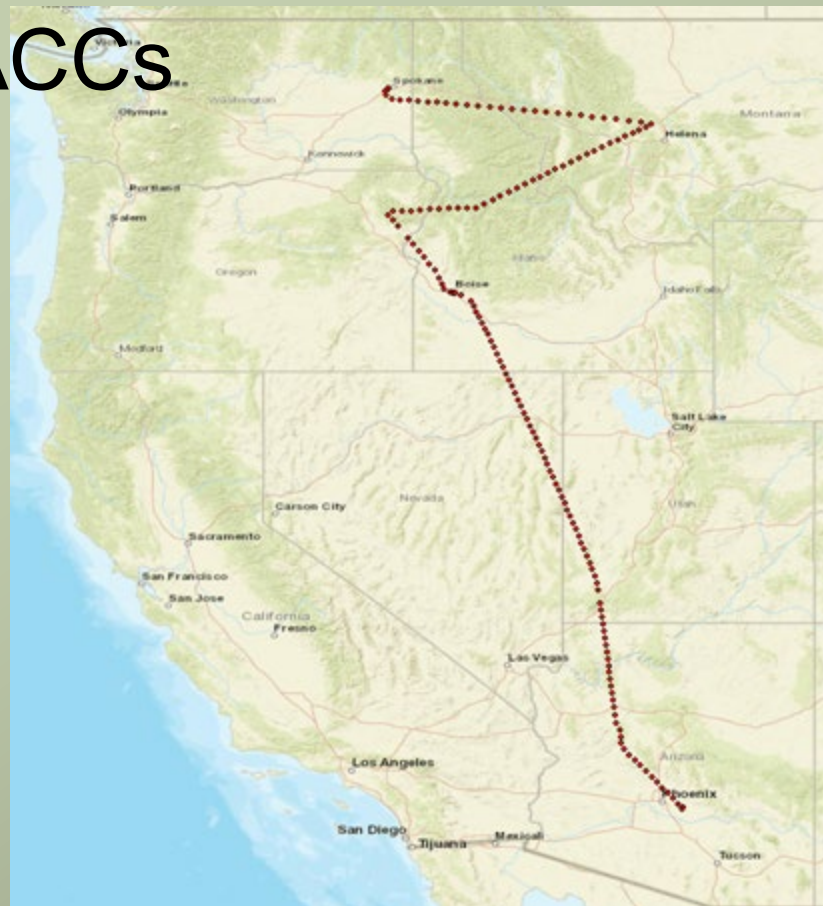 ACCs
Victoria
Spokane
Washington
Olympia
Helena
Montana
Kennewick
Portland
Salem
Oregon
Idaho
Boise
Idaho Falls
Medford
Salt Lake
City
Nevada
Utah
Carson City
Sacramento
San Francisco
San Jose
California
Fresno
Las Vegas
Los Angeles
Arizona
Phoenix
San Diego
Tijuana
Mexicali
Tucson